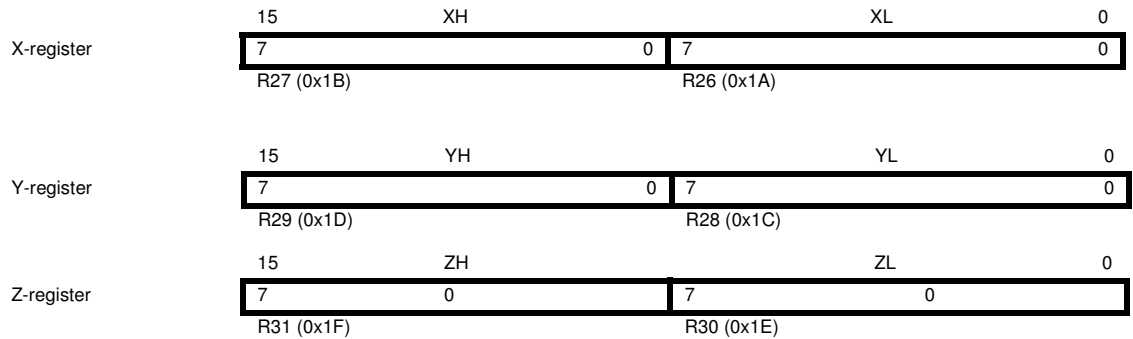 15 XH XL 0
X-register 7 0 7 0
R27 (0x1B) R26 (0x1A)
15 YH YL 0
Y-register 7 0 7 0
R29 (0x1D) R28 (0x1C)
15 ZH ZL 0
Z-register 7 0 7 0
R31 (0x1F) R30 (0x1E)